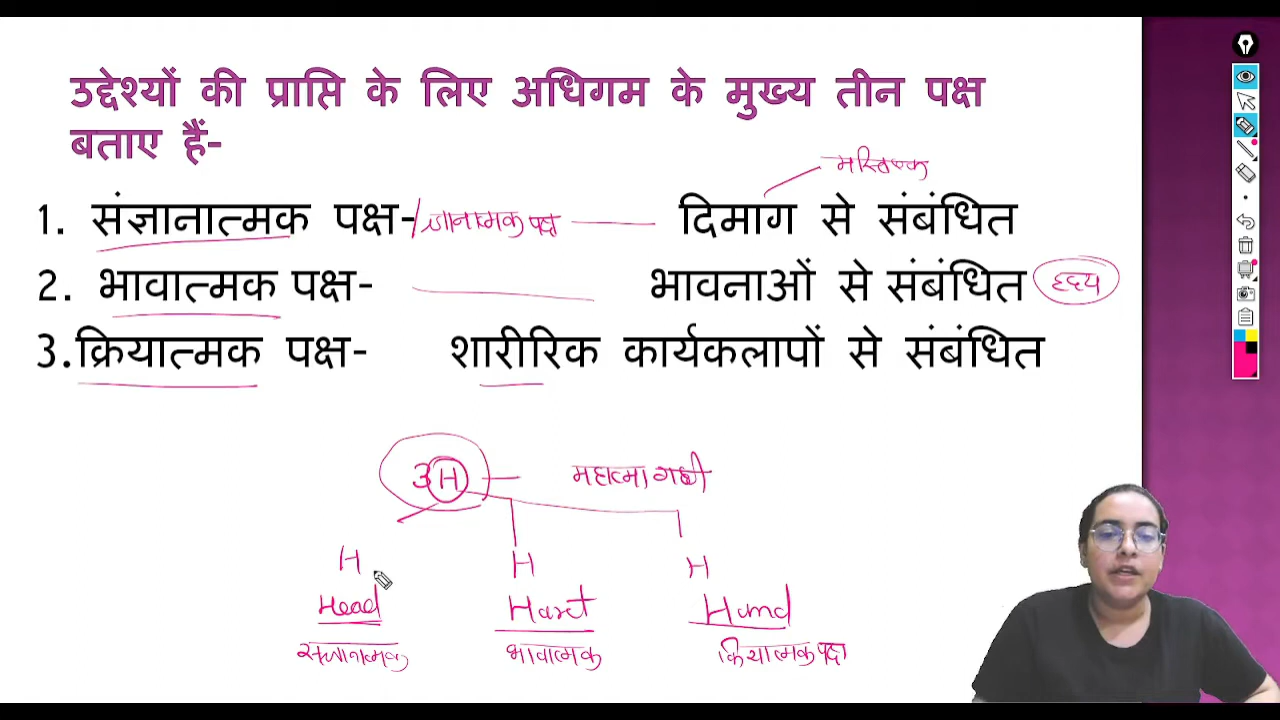 उद्देश्यों की प्राप्ति के लिए अधिगम के मुख्य तीन पक्ष
बताए हैं-
मस्तिष्क
1. संज्ञानात्मक पक्ष-/ज्ञानात्मक पक्ष दिमाग से संबंधित
2. भावात्मक पक्ष- भावनाओं से संबंधित हृदय
3.क्रियात्मक पक्ष- शारीरिक कार्यकलापों से संबंधित
3H महात्मा गांधी
H H H
Head Hart Hand
संज्ञानात्मक भावात्मक क्रियात्मक पक्ष